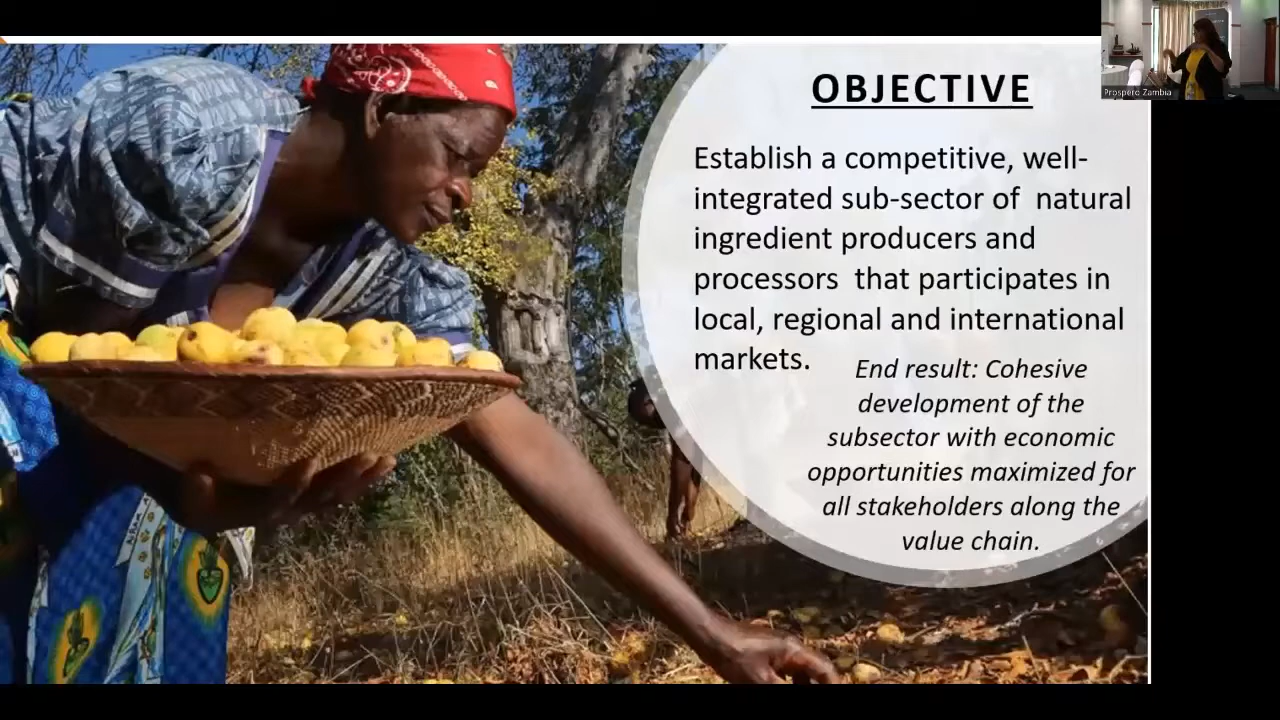 OBJECTIVE
Establish a competitive, well-
integrated sub-sector of natural
ingredient producers and
processors that participates in
local, regional and international
markets.
End result: Cohesive
development of the
subsector with economic
opportunities maximized for
all stakeholders along the
value chain.
Prospero Zambia